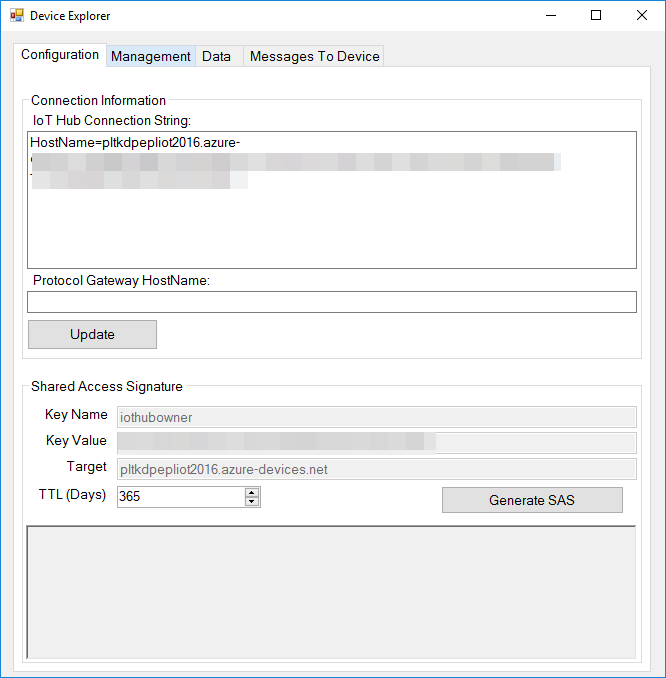 Device Explorer
Configuration Management Data Messages To Device
Connection Information
IoT Hub Connection String:
HostName=pltkdpepliot2016.azure-
Protocol Gateway HostName:
Update
Shared Access Signature
Key Name iothubowner
Key Value
Target pltkdpepliot2016.azure-devices.net
TTL (Days) 365
Generate SAS